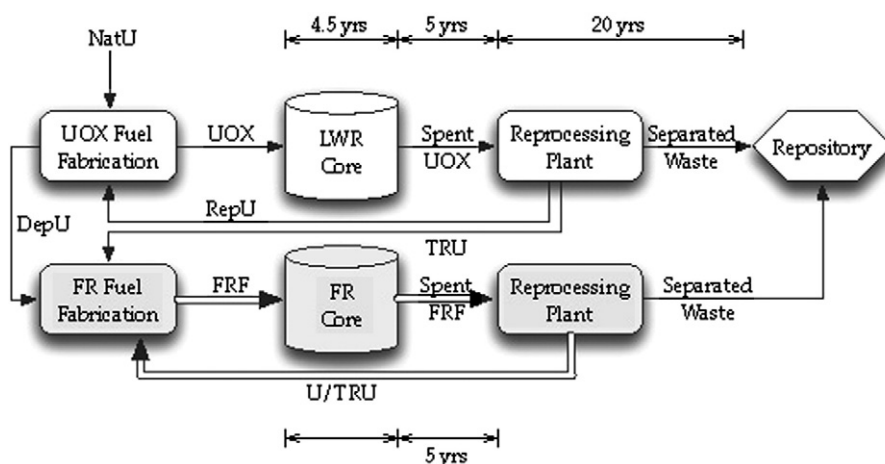 4.5 yrs 5 yrs 20 yrs
NatU
UOX Fuel
Fabrication
UOX
LWR
Core
Spent
UOX
Reprocessing
Plant
Separated
Waste
Repository
RepU
DepU
TRU
FR Fuel
Fabrication
FRF
FR
Core
Spent
FRF
Reprocessing
Plant
Separated
Waste
U/TRU
5 yrs